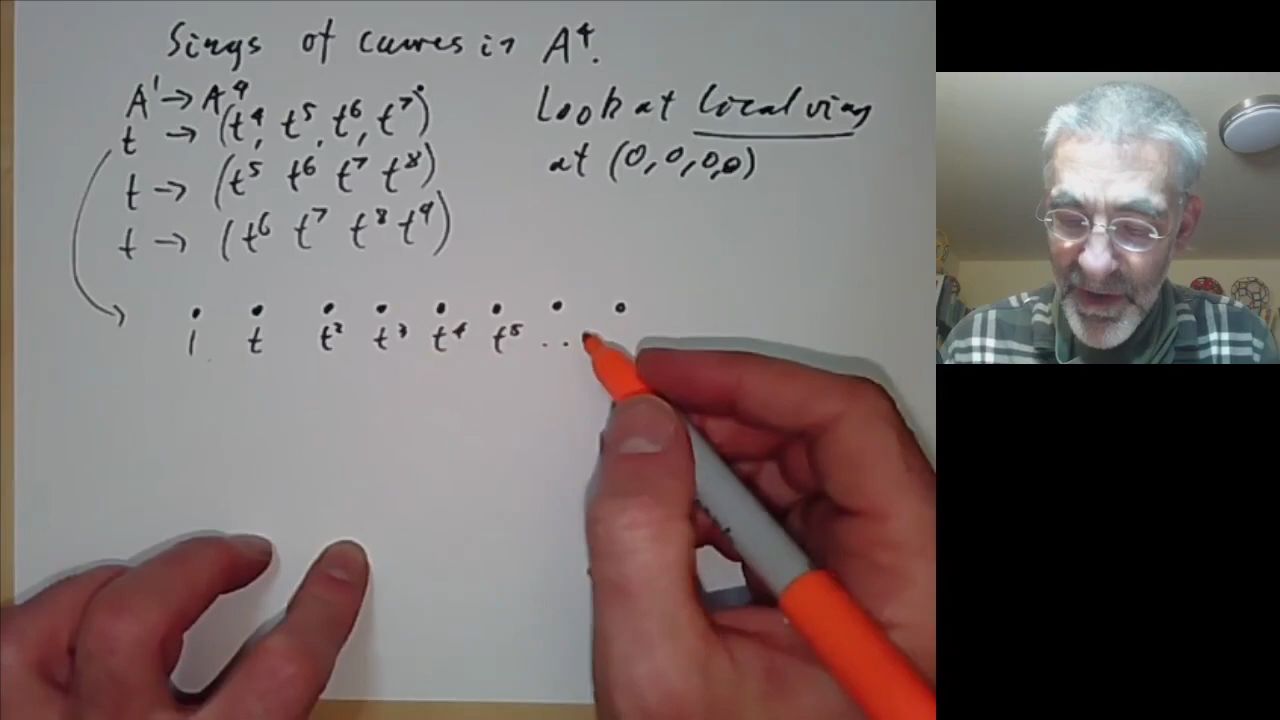 Sings of curves in A⁴.
A¹ → A⁴
t → (t⁴, t⁵, t⁶, t⁷)
t → (t⁵ t⁶ t⁷ t⁸)
t → (t⁶ t⁷ t⁸ t⁹)
Look at local ring
at (0,0,0,0)
1 t t² t³ t⁴ t⁵ ...